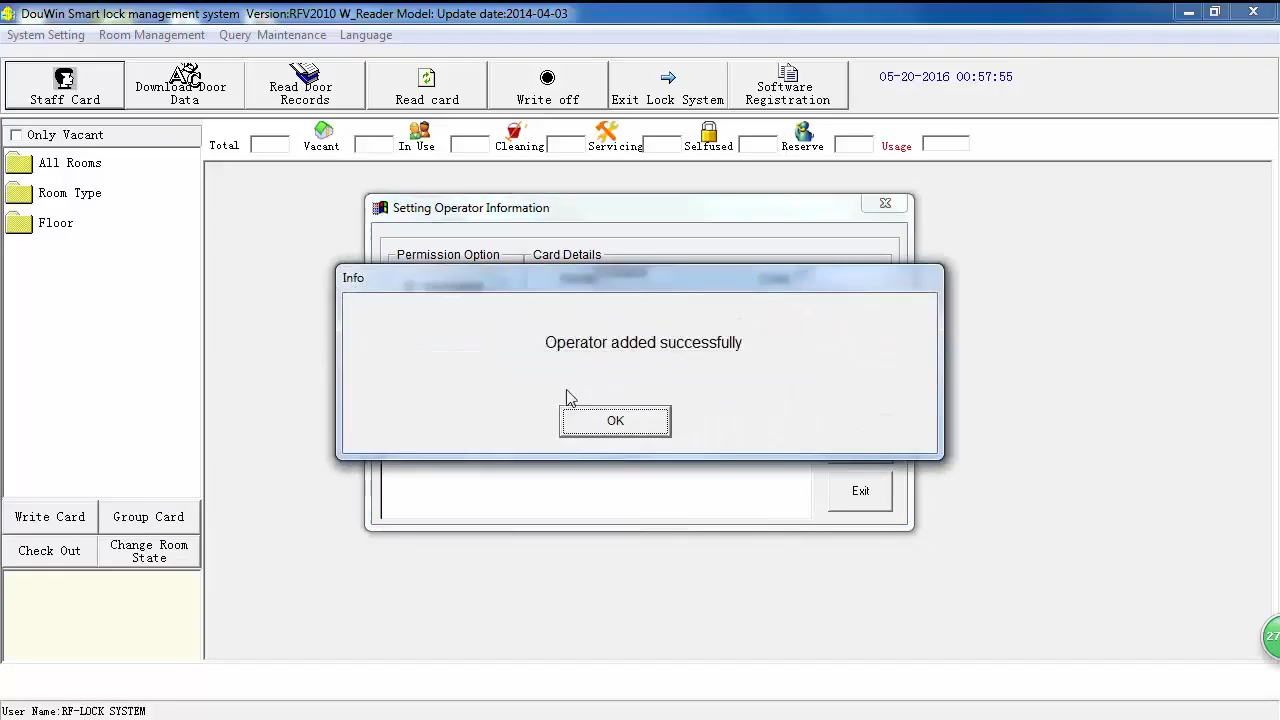 DouWin Smart lock management system Version:RFV2010 W_Reader Model: Update date:2014-04-03
System Setting Room Management Query Maintenance Language
Staff Card
Download Door
Data
Read Door
Records
Read card
Write off
Exit Lock System
Software
Registration
05-20-2016 00:57:55
Only Vacant
Total Vacant In Use Cleaning Servicing Selfused Reserve Usage
All Rooms
Room Type
Floor
Setting Operator Information
Permission Option Card Details
Info
Operator added successfully
OK
Exit
Write Card Group Card
Check Out Change Room
State
27
User Name:RF-LOCK SYSTEM